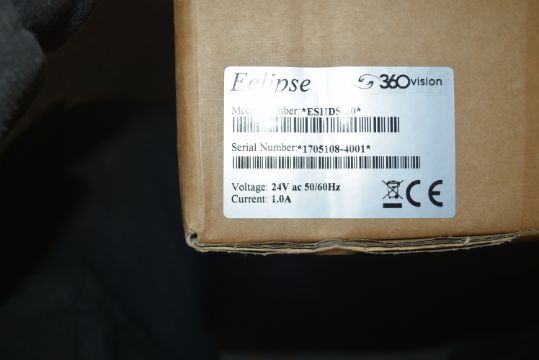 Eclipse
360vision
Serial Number:*1705108-4001*
Voltage: 24V ac 50/60Hz
Current: 1.0A
CE